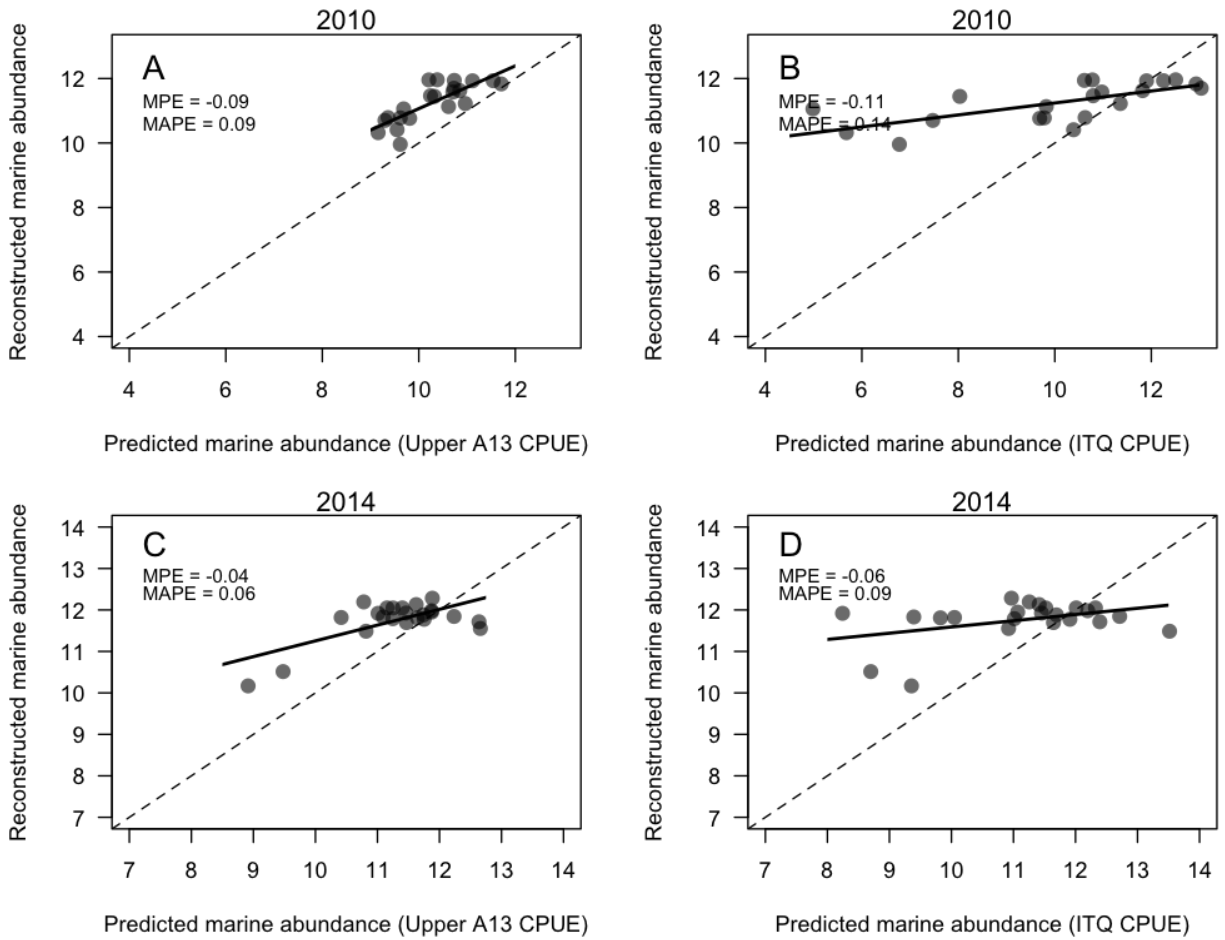 2010
A
MPE = -0.09
MAPE = 0.09
12
10
8
6
4
4 6 8 10 12
Reconstructed marine abundance
Predicted marine abundance (Upper A13 CPUE)
2010
B
MPE = -0.11
MAPE = 0.14
12
10
8
6
4
4 6 8 10 12
Reconstructed marine abundance
Predicted marine abundance (ITQ CPUE)
2014
C
MPE = -0.04
MAPE = 0.06
14
13
12
11
10
9
8
7
7 8 9 10 11 12 13 14
Reconstructed marine abundance
Predicted marine abundance (Upper A13 CPUE)
2014
D
MPE = -0.06
MAPE = 0.09
14
13
12
11
10
9
8
7
7 8 9 10 11 12 13 14
Reconstructed marine abundance
Predicted marine abundance (ITQ CPUE)